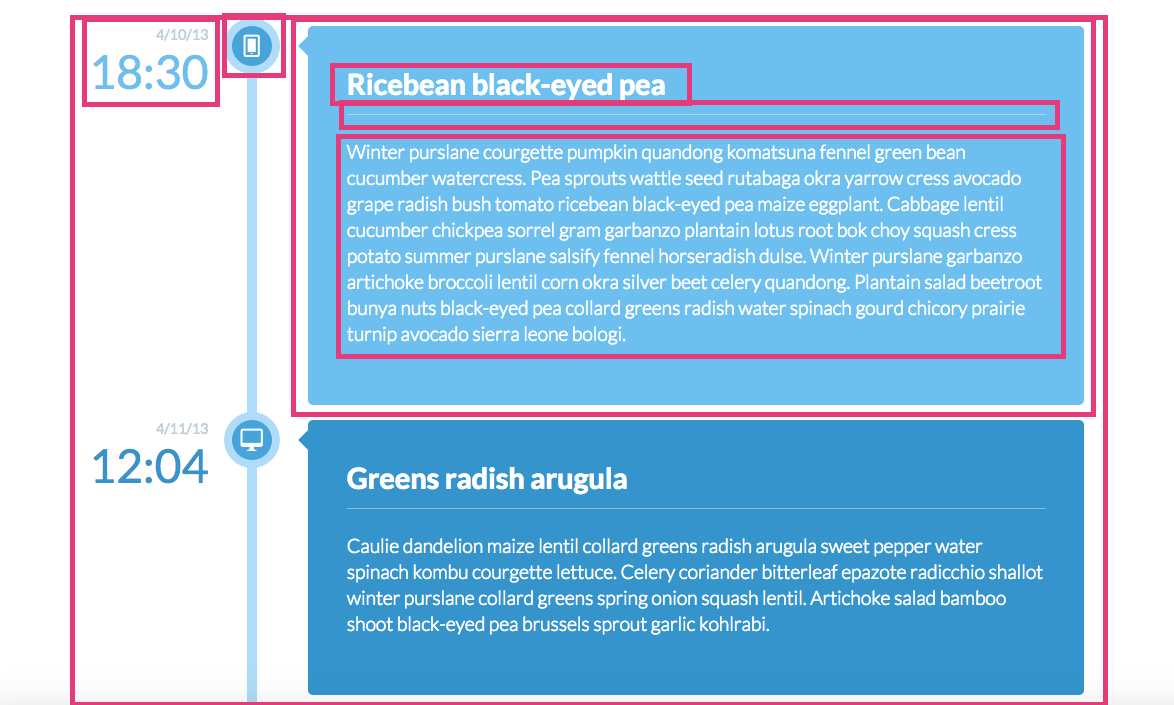 4/10/13
18:30
Ricebean black-eyed pea
Winter purslane courgette pumpkin quandong komatsuna fennel green bean
cucumber watercress. Pea sprouts wattle seed rutabaga okra yarrow cress avocado
grape radish bush tomato ricebean black-eyed pea maize eggplant. Cabbage lentil
cucumber chickpea sorrel gram garbanzo plantain lotus root bok choy squash cress
potato summer purslane salsify fennel horseradish dulse. Winter purslane garbanzo
artichoke broccoli lentil corn okra silver beet celery quandong. Plantain salad beetroot
bunya nuts black-eyed pea collard greens radish water spinach gourd chicory prairie
turnip avocado sierra leone bologi.
4/11/13
12:04
Greens radish arugula
Caulie dandelion maize lentil collard greens radish arugula sweet pepper water
spinach kombu courgette lettuce. Celery coriander bitterleaf epazote radicchio shallot
winter purslane collard greens spring onion squash lentil. Artichoke salad bamboo
shoot black-eyed pea brussels sprout garlic kohlrabi.